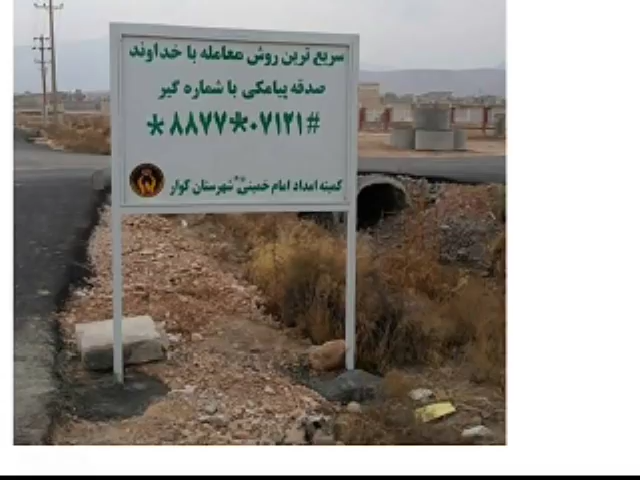 سریع ترین روش معامله با خداوند
صدقه پیامکی با شماره گیر
*۸۸۷۷*۰۷۱۲۱#
کمیته امداد امام خمینی شهرستان کوار